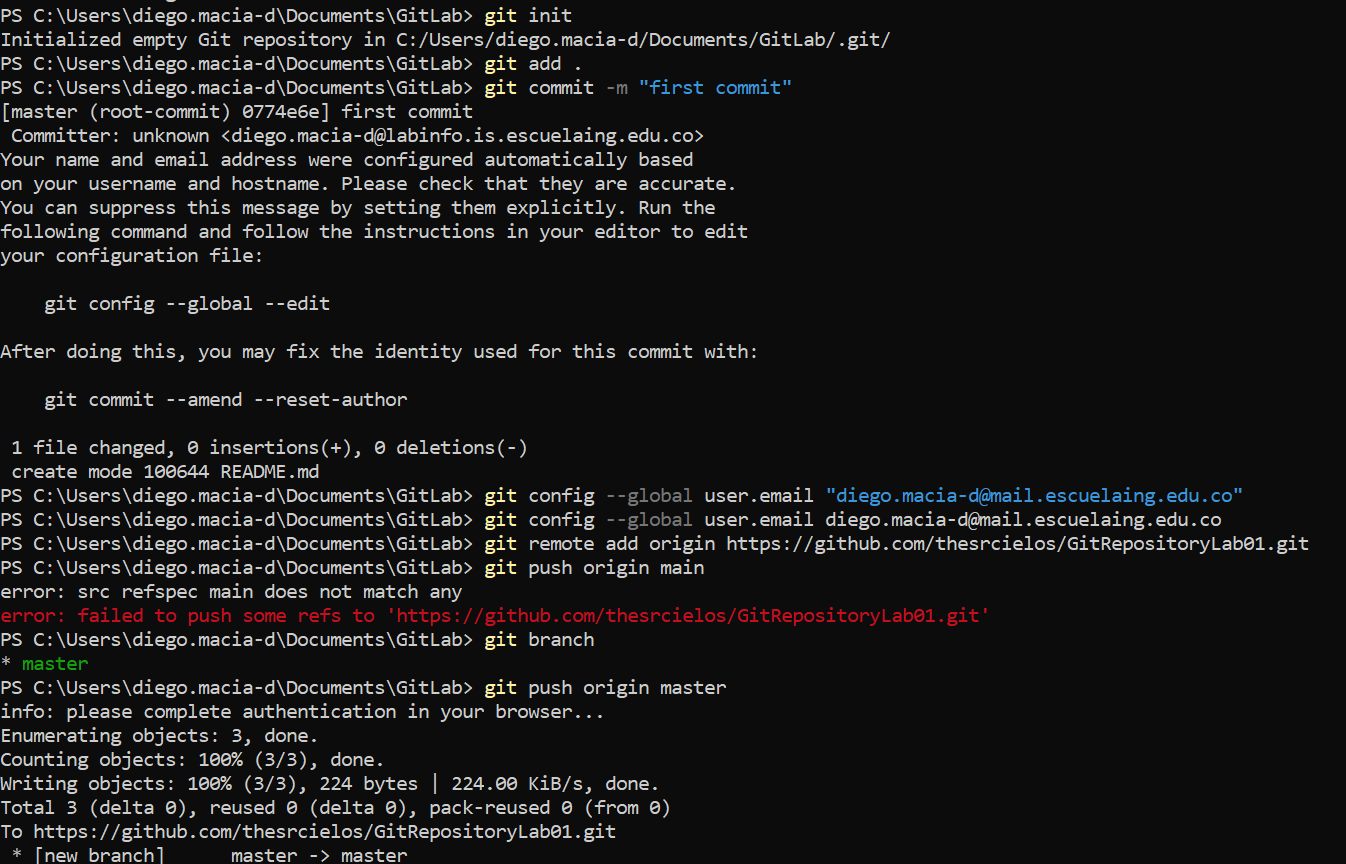 PS C:\Users\diego.macia-d\Documents\GitLab> git init
Initialized empty Git repository in C:/Users/diego.macia-d/Documents/GitLab/.git/
PS C:\Users\diego.macia-d\Documents\GitLab> git add .
PS C:\Users\diego.macia-d\Documents\GitLab> git commit -m "first commit"
[master (root-commit) 0774e6e] first commit
 Committer: unknown <diego.macia-d@labinfo.is.escuelaing.edu.co>
Your name and email address were configured automatically based
on your username and hostname. Please check that they are accurate.
You can suppress this message by setting them explicitly. Run the
following command and follow the instructions in your editor to edit
your configuration file:

    git config --global --edit

After doing this, you may fix the identity used for this commit with:

    git commit --amend --reset-author

 1 file changed, 0 insertions(+), 0 deletions(-)
 create mode 100644 README.md
PS C:\Users\diego.macia-d\Documents\GitLab> git config --global user.email "diego.macia-d@mail.escuelaing.edu.co"
PS C:\Users\diego.macia-d\Documents\GitLab> git config --global user.email diego.macia-d@mail.escuelaing.edu.co
PS C:\Users\diego.macia-d\Documents\GitLab> git remote add origin https://github.com/thesrcielos/GitRepositoryLab01.git
PS C:\Users\diego.macia-d\Documents\GitLab> git push origin main
error: src refspec main does not match any
error: failed to push some refs to 'https://github.com/thesrcielos/GitRepositoryLab01.git'
PS C:\Users\diego.macia-d\Documents\GitLab> git branch
* master
PS C:\Users\diego.macia-d\Documents\GitLab> git push origin master
info: please complete authentication in your browser...
Enumerating objects: 3, done.
Counting objects: 100% (3/3), done.
Writing objects: 100% (3/3), 224 bytes | 224.00 KiB/s, done.
Total 3 (delta 0), reused 0 (delta 0), pack-reused 0 (from 0)
To https://github.com/thesrcielos/GitRepositoryLab01.git
 * [new branch]      master -> master